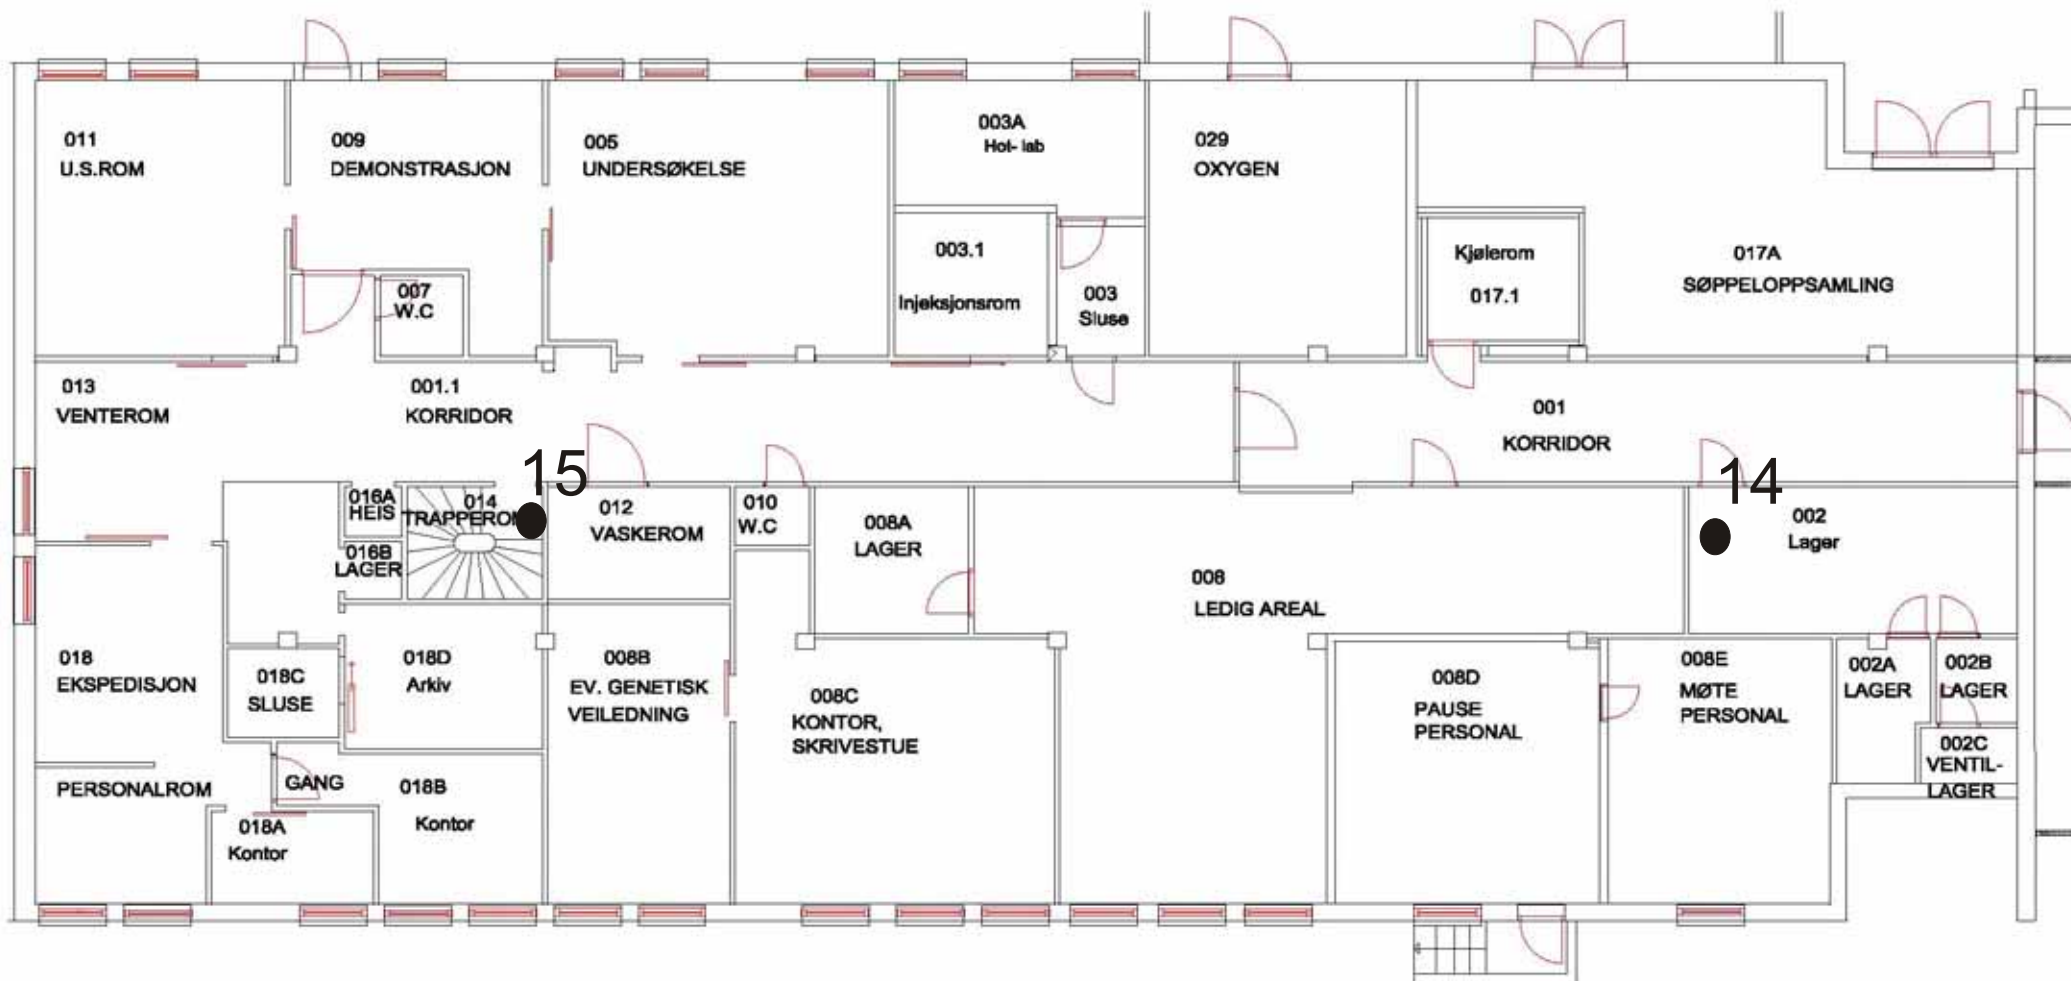 011
U.S.ROM
009
DEMONSTRASJON
005
UNDERSØKELSE
003A
Hot- lab
029
OXYGEN
007
W.C
003.1
Injeksjonsrom
003
Sluse
Kjølerom
017.1
017A
SØPPELOPPSAMLING
013
VENTEROM
001.1
KORRIDOR
001
KORRIDOR
15
14
016A
HEIS
014
TRAPPEROM
016B
LAGER
012
VASKEROM
010
W.C
008A
LAGER
008
LEDIG AREAL
002
Lager
018
EKSPEDISJON
018C
SLUSE
018D
Arkiv
008B
EV. GENETISK
VEILEDNING
008C
KONTOR,
SKRIVESTUE
008D
PAUSE
PERSONAL
008E
MØTE
PERSONAL
002A
LAGER
002B
LAGER
002C
VENTIL-
LAGER
PERSONALROM
GANG
018B
Kontor
018A
Kontor